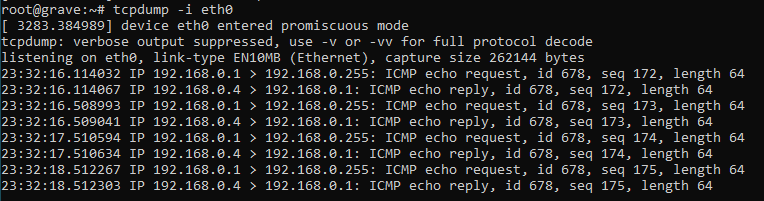 root@grave:~# tcpdump -i eth0
[ 3283.384989] device eth0 entered promiscuous mode
tcpdump: verbose output suppressed, use -v or -vv for full protocol decode
listening on eth0, link-type EN10MB (Ethernet), capture size 262144 bytes
23:32:16.114032 IP 192.168.0.1 > 192.168.0.255: ICMP echo request, id 678, seq 172, length 64
23:32:16.114067 IP 192.168.0.4 > 192.168.0.1: ICMP echo reply, id 678, seq 172, length 64
23:32:16.508993 IP 192.168.0.1 > 192.168.0.255: ICMP echo request, id 678, seq 173, length 64
23:32:16.509041 IP 192.168.0.4 > 192.168.0.1: ICMP echo reply, id 678, seq 173, length 64
23:32:17.510594 IP 192.168.0.1 > 192.168.0.255: ICMP echo request, id 678, seq 174, length 64
23:32:17.510634 IP 192.168.0.4 > 192.168.0.1: ICMP echo reply, id 678, seq 174, length 64
23:32:18.512267 IP 192.168.0.1 > 192.168.0.255: ICMP echo request, id 678, seq 175, length 64
23:32:18.512303 IP 192.168.0.4 > 192.168.0.1: ICMP echo reply, id 678, seq 175, length 64